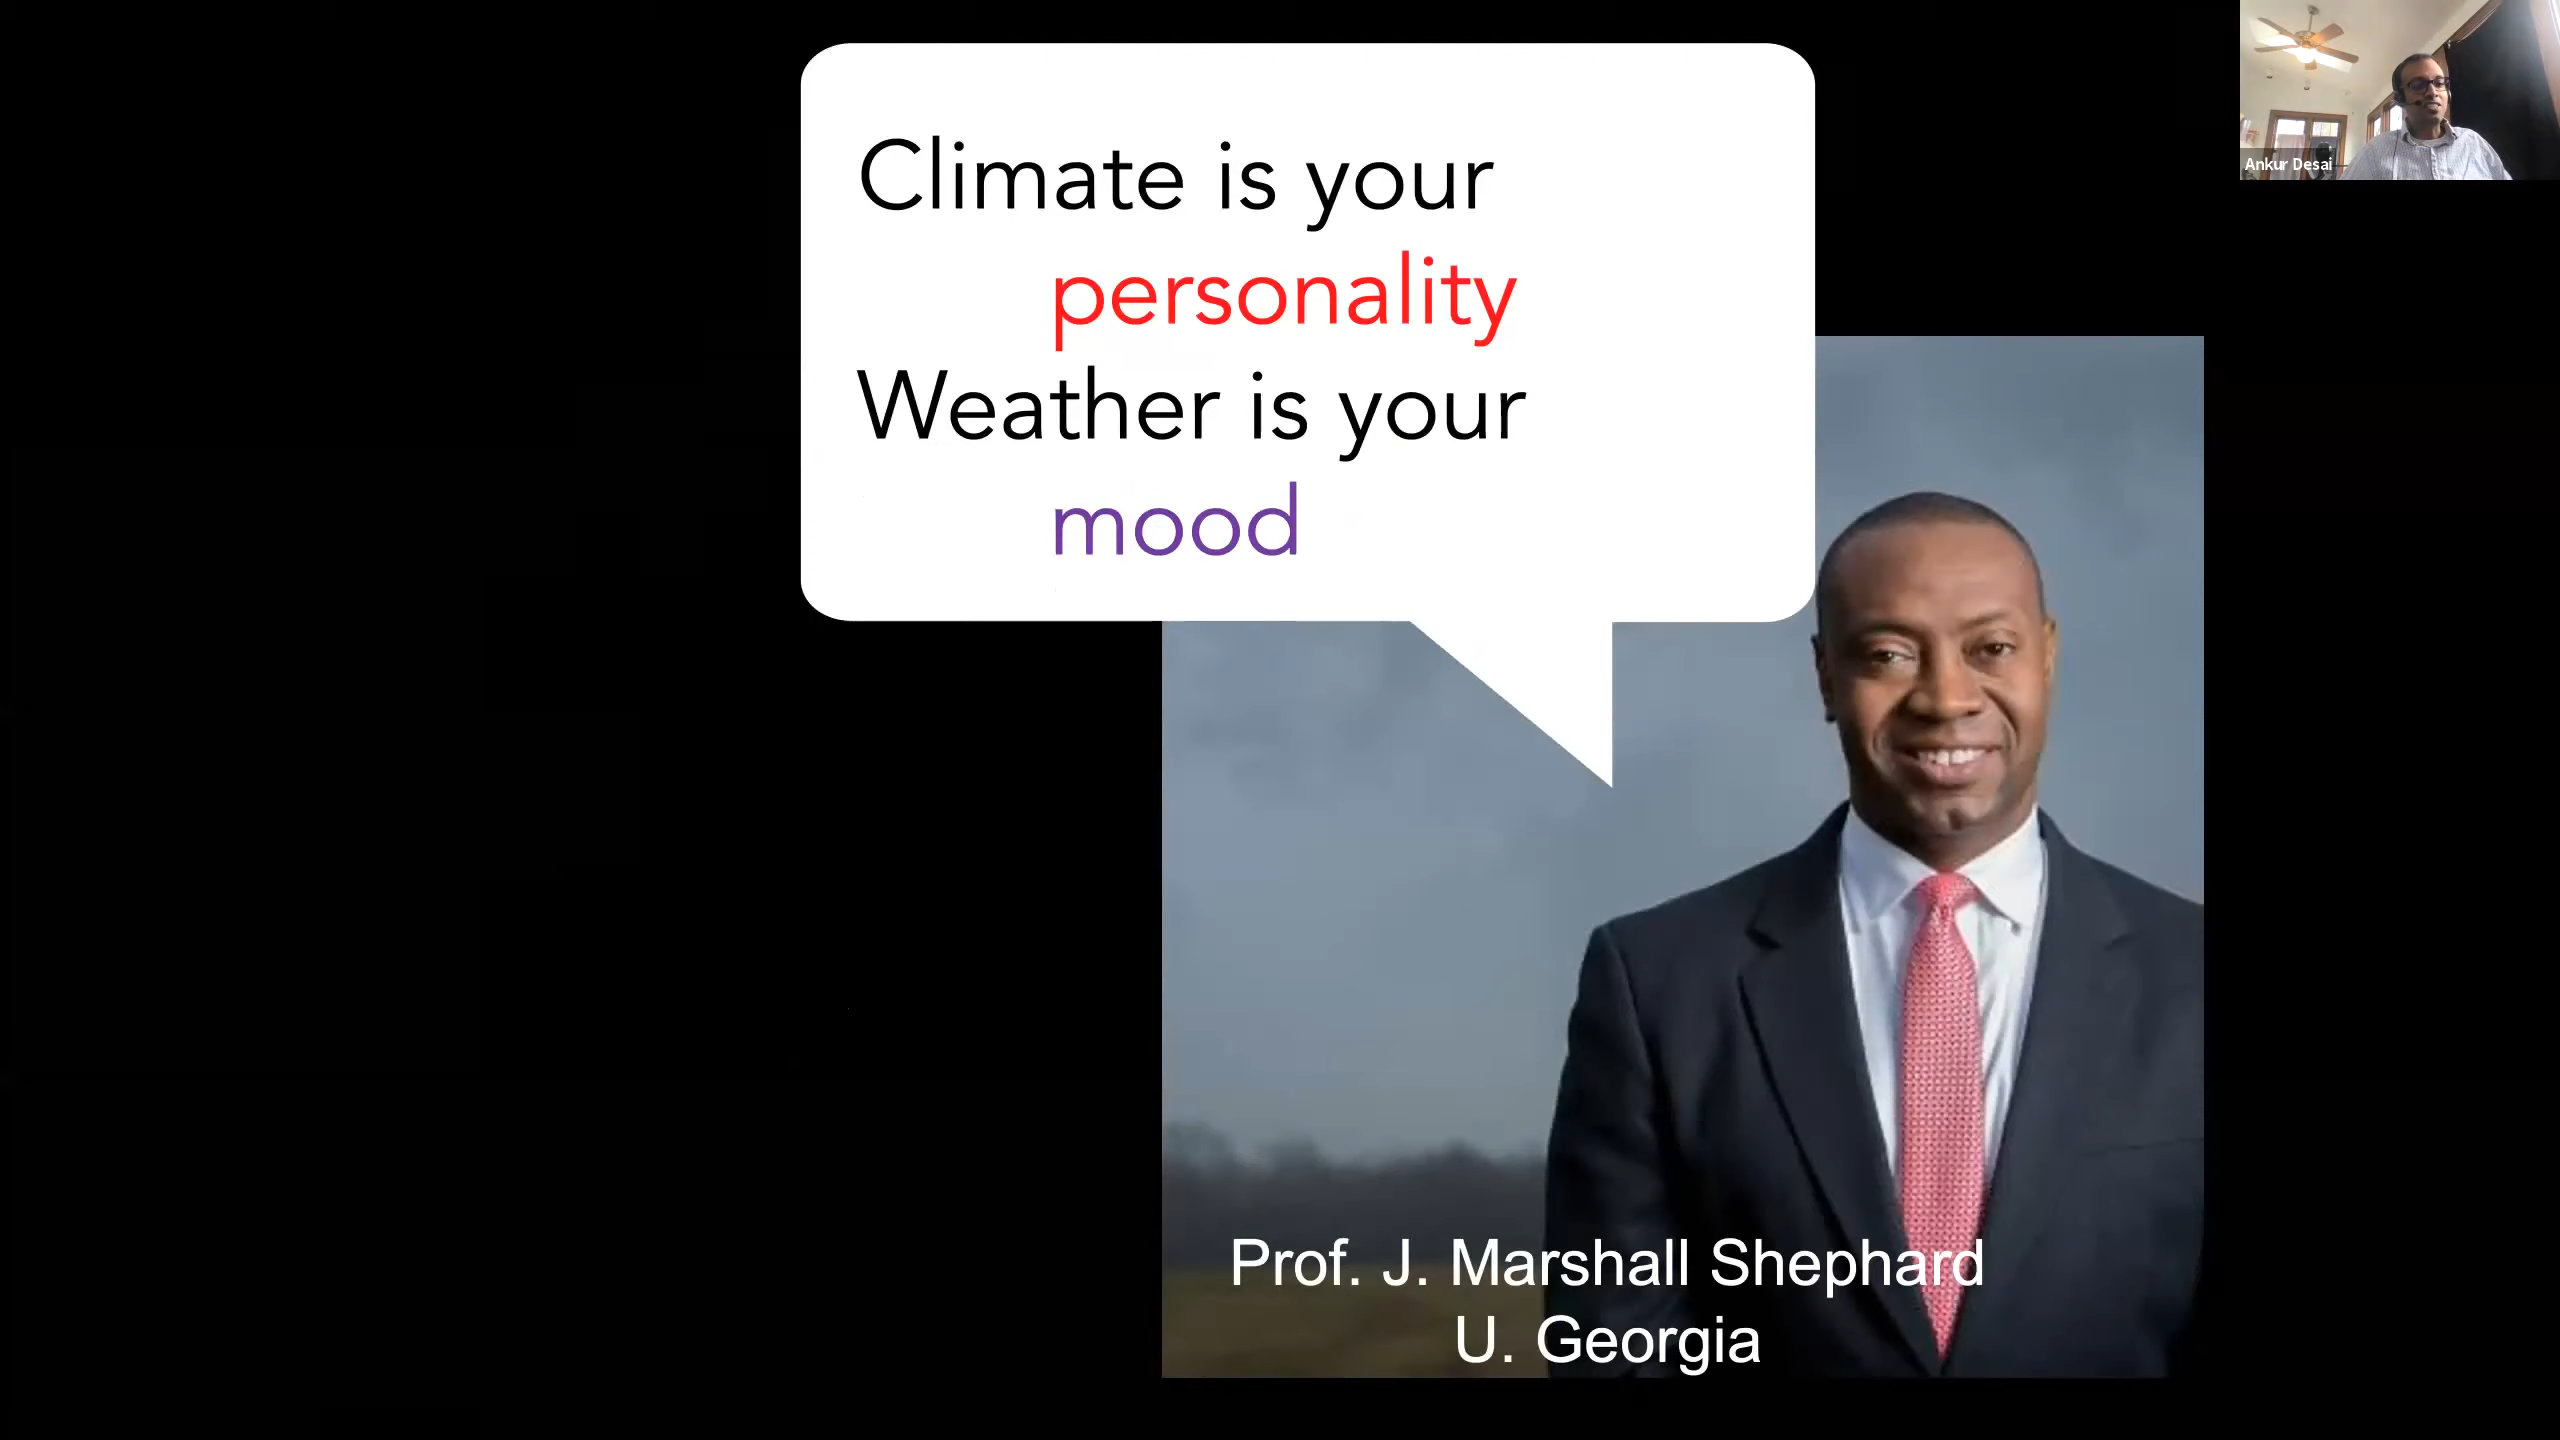 Climate is your
personality
Weather is your
mood
Ankur Desai
Prof. J. Marshall Shephard
U. Georgia